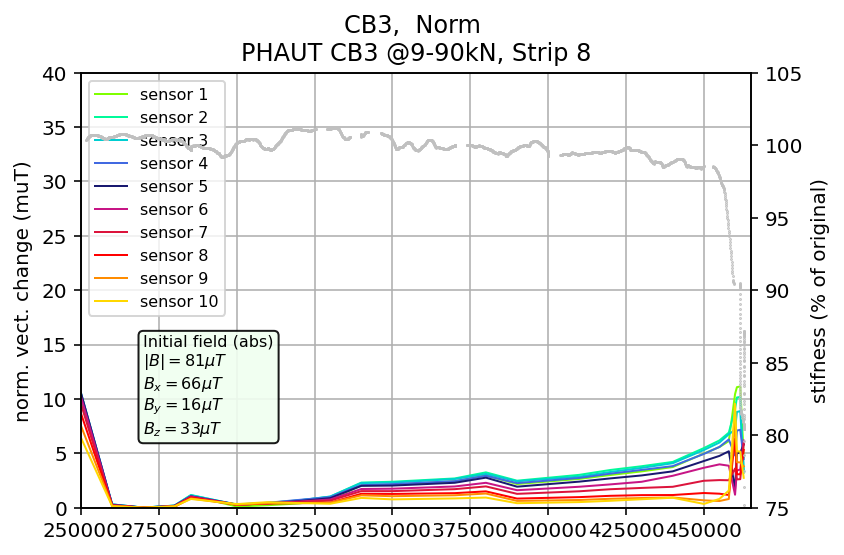 CB3,  Norm
PHAUT CB3 @9-90kN, Strip 8
norm. vect. change (muT)
40
35
30
25
20
15
10
5
0
sensor 1
sensor 2
sensor 3
sensor 4
sensor 5
sensor 6
sensor 7
sensor 8
sensor 9
sensor 10
Initial field (abs)
|B| = 81μT
Bx = 66μT
By = 16μT
Bz = 33μT
105
100
95
90
85
80
75
stifness (% of original)
250000 275000 300000 325000 350000 375000 400000 425000 450000